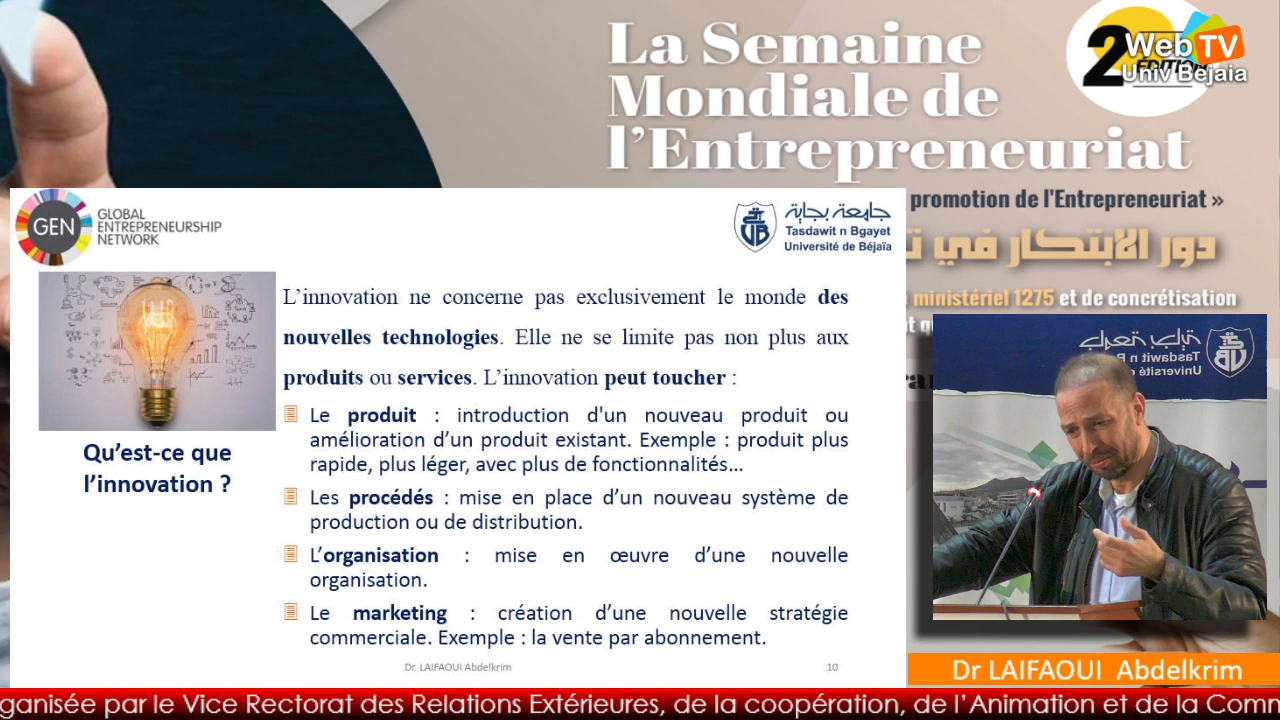 La Semaine
Mondiale de
l'Entrepreneuriat
2
EDITION
Web TV
Univ Bejaia
promotion de l'Entrepreneuriat »
دور الابتكار في
ministériel 1275 et de concrétisation
GEN
GLOBAL
ENTREPRENEURSHIP
NETWORK
جامعة بجاية
Tasdawit n Bgayet
Université de Béjaïa
Qu'est-ce que
l'innovation ?
L'innovation ne concerne pas exclusivement le monde des
nouvelles technologies. Elle ne se limite pas non plus aux
produits ou services. L'innovation peut toucher :
Le produit : introduction d'un nouveau produit ou
amélioration d'un produit existant. Exemple : produit plus
rapide, plus léger, avec plus de fonctionnalités…
Les procédés : mise en place d'un nouveau système de
production ou de distribution.
L'organisation : mise en œuvre d'une nouvelle
organisation.
Le marketing : création d'une nouvelle stratégie
commerciale. Exemple : la vente par abonnement.
Dr. LAIFAOUI Abdelkrim
10
Tasdawit n
Université
Dr LAIFAOUI Abdelkrim
ganisée par le Vice Rectorat des Relations Extérieures, de la coopération, de l'Animation et de la Comm